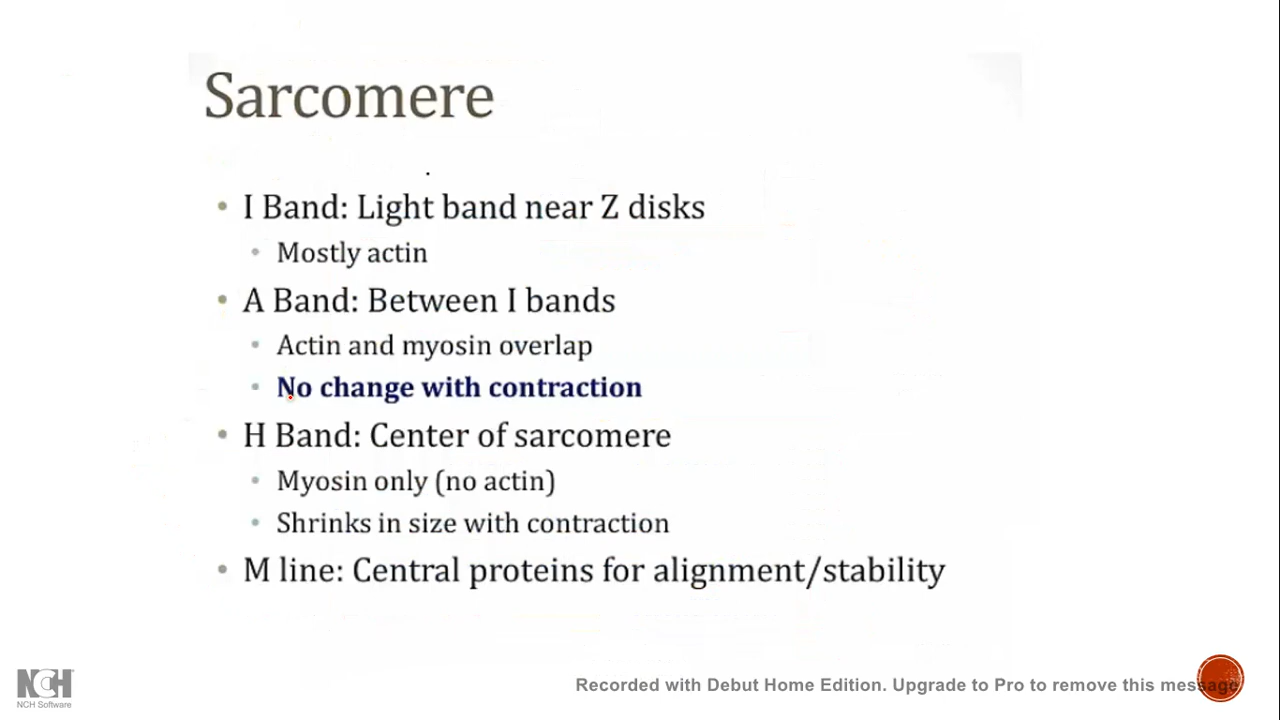 Sarcomere
I Band: Light band near Z disks
Mostly actin
A Band: Between I bands
Actin and myosin overlap
No change with contraction
H Band: Center of sarcomere
Myosin only (no actin)
Shrinks in size with contraction
M line: Central proteins for alignment/stability
NCH
NCH Software
Recorded with Debut Home Edition. Upgrade to Pro to remove this message